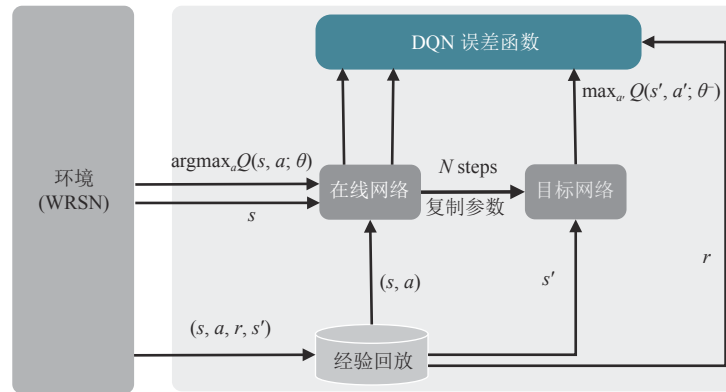 DQN 误差函数
maxₐ′ Q(s′, a′; θ⁻)
argmaxₐQ(s, a; θ)
N steps
环境
(WRSN)
在线网络
目标网络
复制参数
s
(s, a)
s′
r
(s, a, r, s′)
经验回放